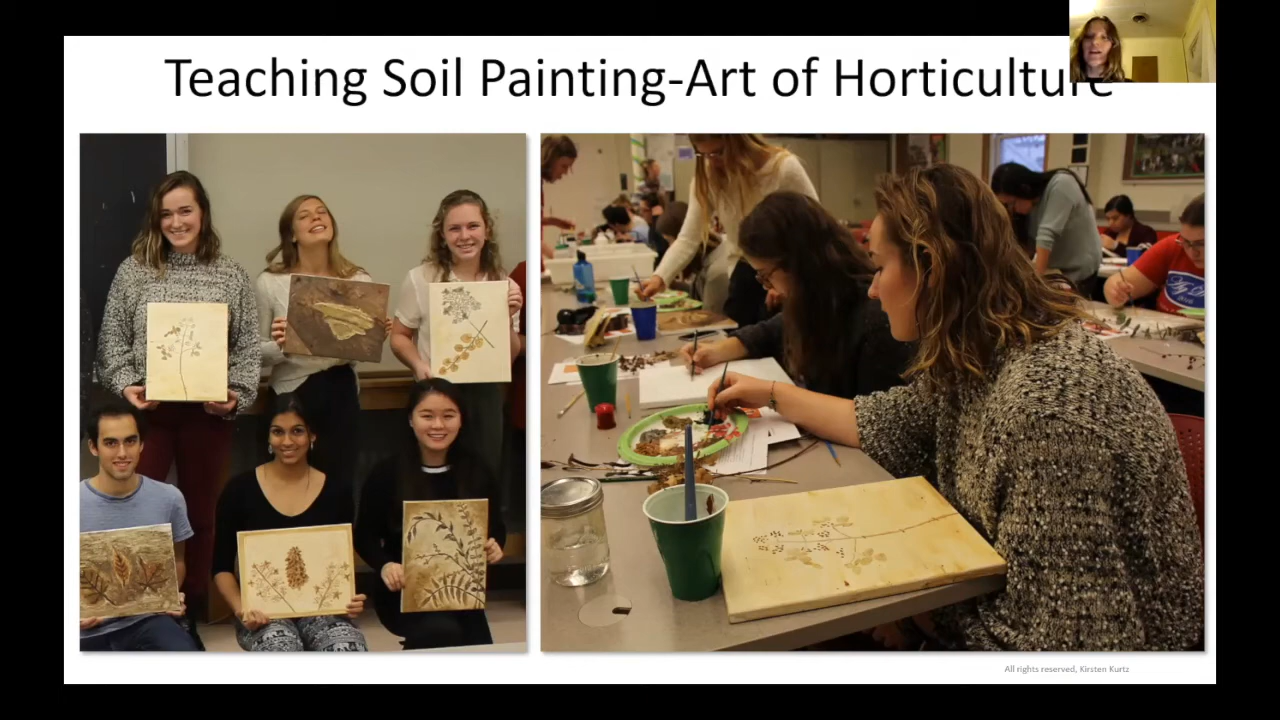 Teaching Soil Painting-Art of Horticulture
All rights reserved, Kirsten Kurtz